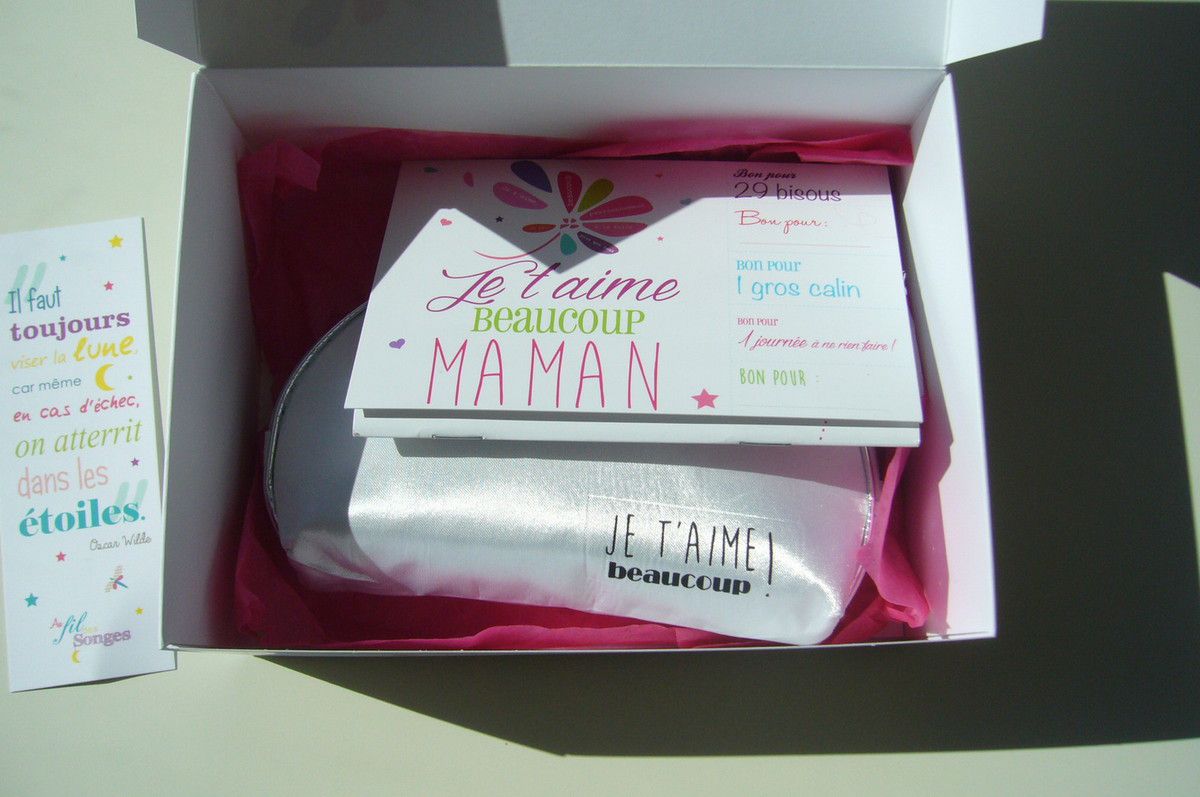 Il faut
toujours
viser la lune,
car même
en cas d'échec,
on atterrit
dans les
étoiles.
Oscar Wilde
Au fil des
Songes
Je t'aime
BEAUCOUP
MAMAN
Bon pour
29 bisous
Bon pour :
BON POUR
1 gros calin
BON POUR
1 journée à ne rien faire !
BON POUR :
JE T'AIME !
beaucoup